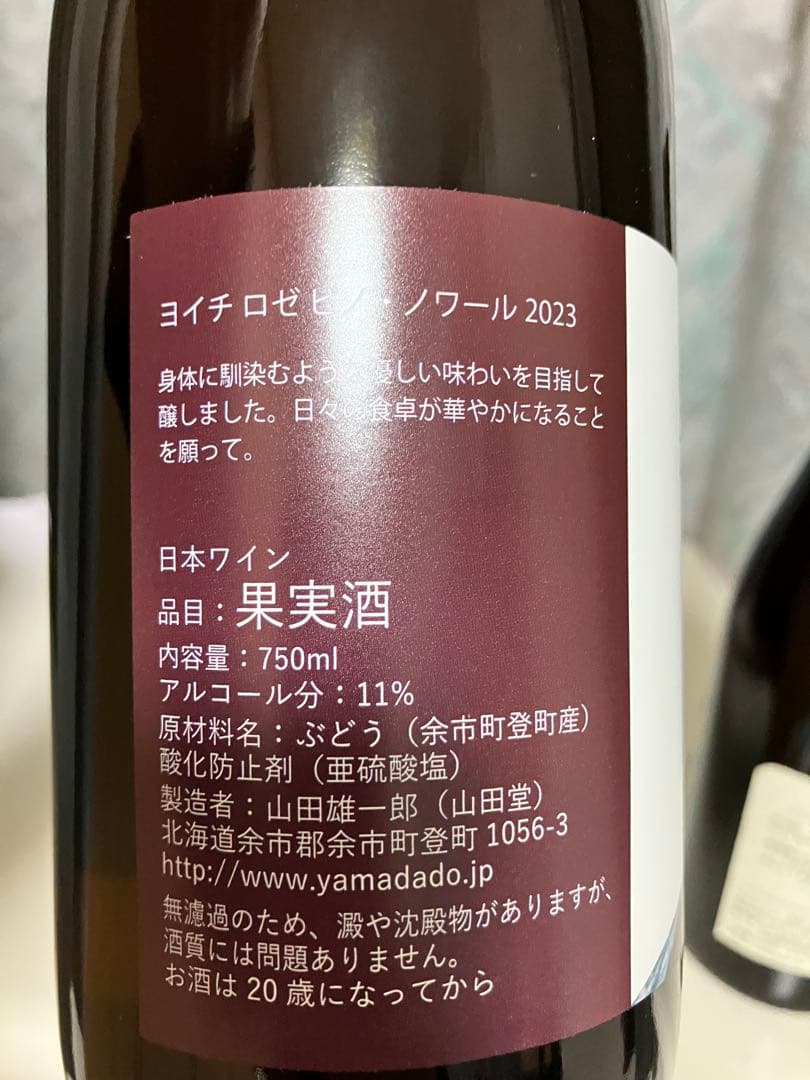 ヨイチ ロゼ ピノ・ノワール 2023
身体に馴染むよう 優しい味わいを目指して
醸しました。日々の食卓が華やかになること
を願って。
日本ワイン
品目：果実酒
内容量：750ml
アルコール分：11%
原材料名：ぶどう（余市町登町産）
酸化防止剤（亜硫酸塩）
製造者：山田雄一郎（山田堂）
北海道余市郡余市町登町 1056-3
http://www.yamadado.jp
無濾過のため、澱や沈殿物がありますが、
酒質には問題ありません。
お酒は 20 歳になってから